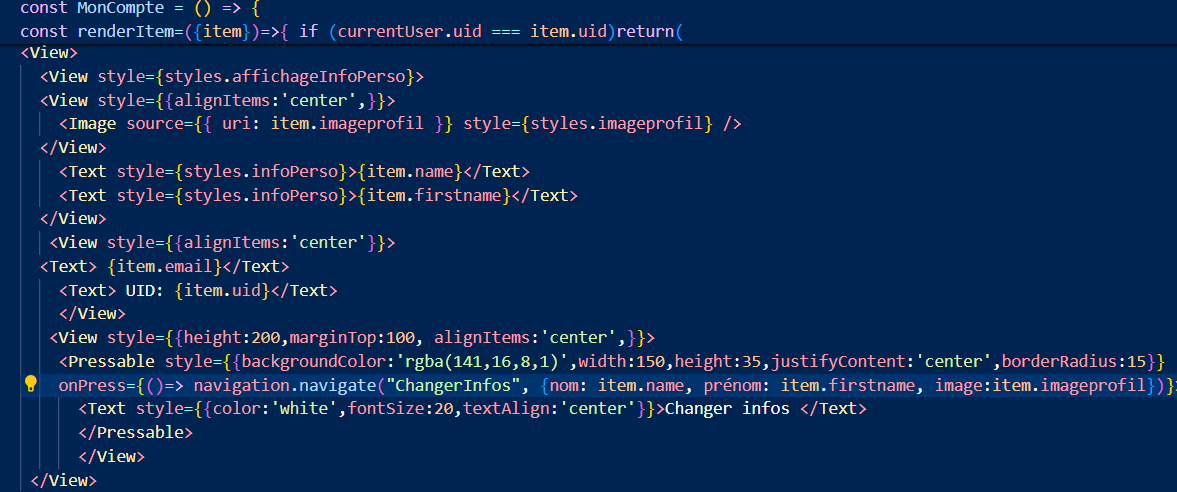 const MonCompte = () => {
const renderItem=({item})=>{ if (currentUser.uid === item.uid)return(
<View>
<View style={styles.affichageInfoPerso}>
<View style={{alignItems:'center',}}>
<Image source={{ uri: item.imageprofil }} style={styles.imageprofil} />
</View>
<Text style={styles.infoPerso}>{item.name}</Text>
<Text style={styles.infoPerso}>{item.firstname}</Text>
</View>
<View style={{alignItems:'center'}}>
<Text> {item.email}</Text>
<Text> UID: {item.uid}</Text>
</View>
<View style={{height:200,marginTop:100, alignItems:'center',}}>
<Pressable style={{backgroundColor:'rgba(141,16,8,1)',width:150,height:35,justifyContent:'center',borderRadius:15}}
onPress={()=> navigation.navigate("ChangerInfos", {nom: item.name, prénom: item.firstname, image:item.imageprofil})}>
<Text style={{color:'white',fontSize:20,textAlign:'center'}}>Changer infos </Text>
</Pressable>
</View>
</View>